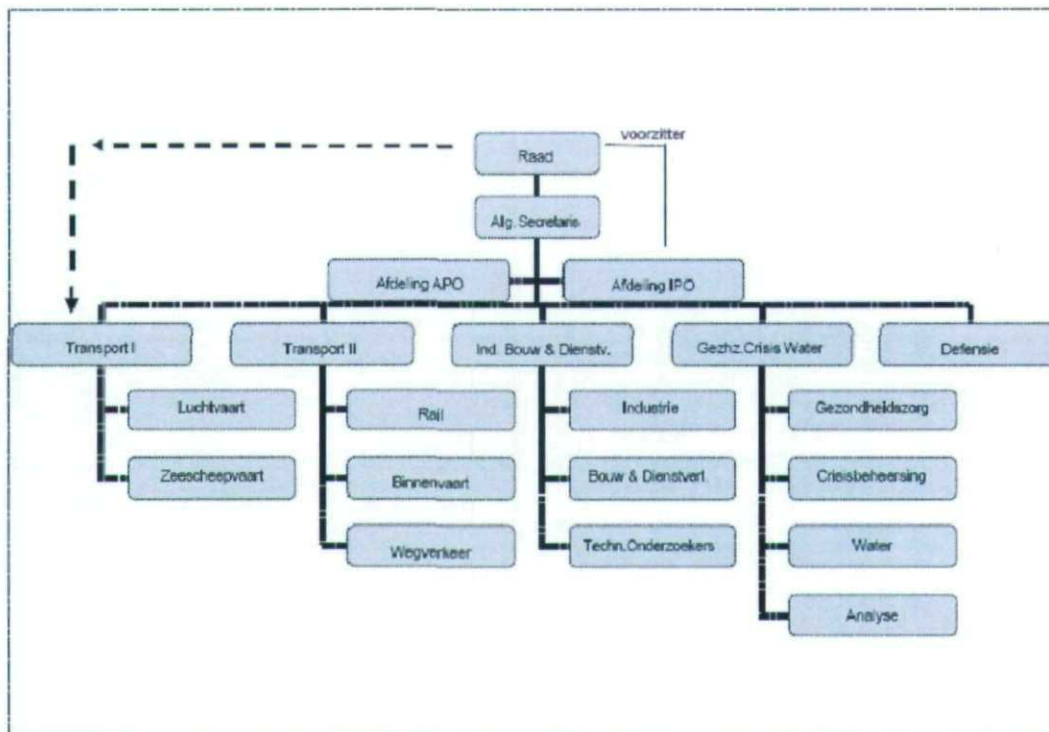 voorzitter
Raad
Alg. Secretaris
Afdeling APO
Afdeling IPO
Transport I
Transport II
Ind. Bouw & Dienstv.
Gezhz.Crisis Water
Defensie
Luchtvaart
Rail
Industrie
Gezondheidszorg
Zeescheepvaart
Binnenvaart
Bouw & Dienstvert.
Crisisbeheersing
Wegverkeer
Techn.Onderzoekers
Water
Analyse